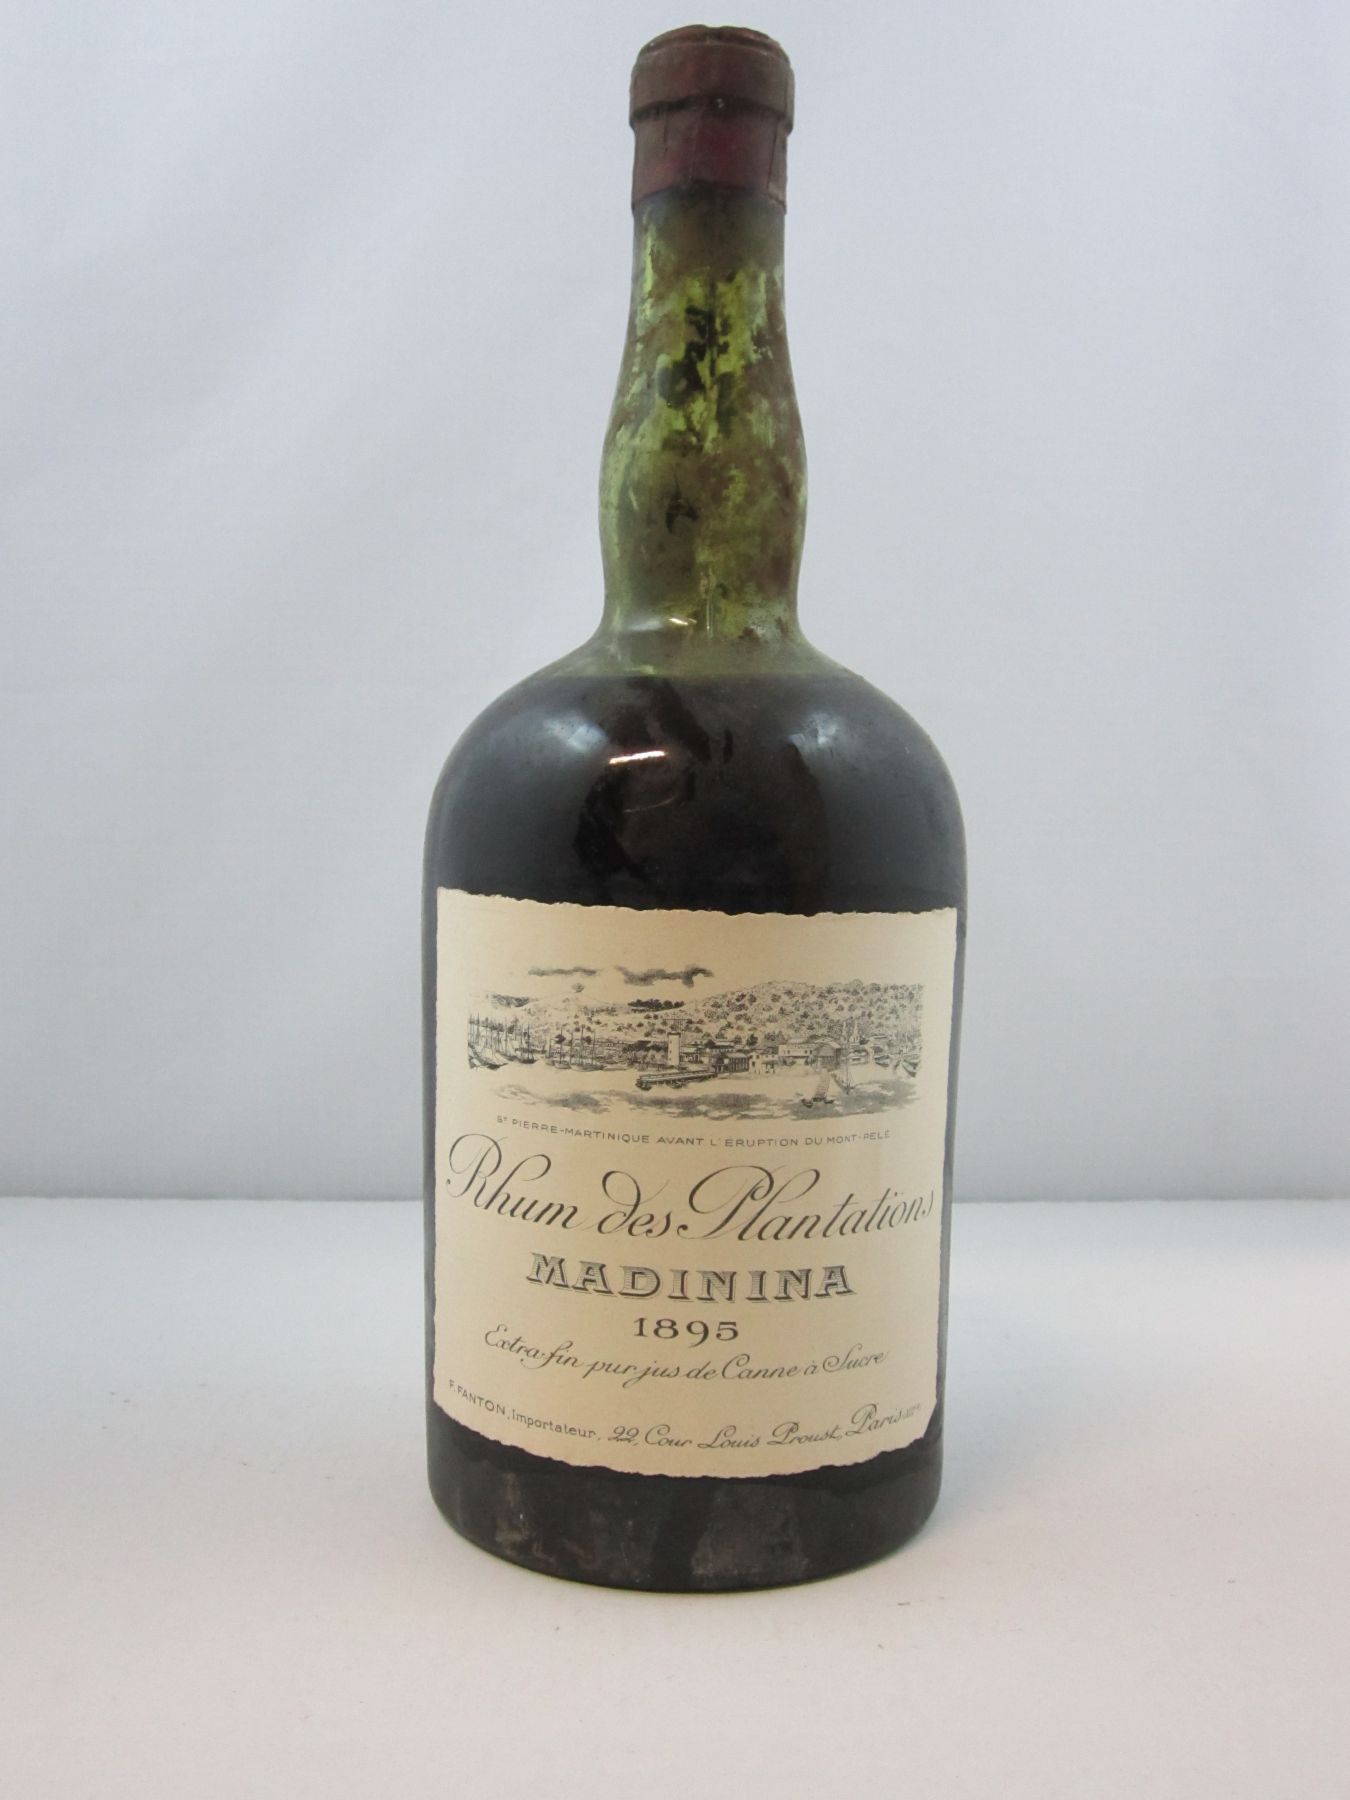 ST PIERRE-MARTINIQUE AVANT L'ÉRUPTION DU MONT-PELÉ
Rhum des Plantations
MADININA
1895
Extra-fin pur jus de Canne à Sucre
F. FANTON, Importateur, 22, Cour Louis Proust, Paris